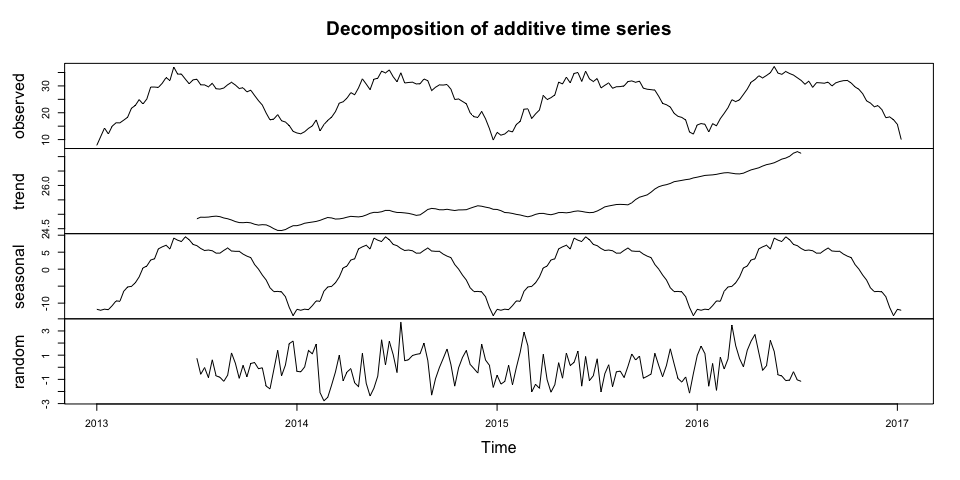 Decomposition of additive time series
observed
10 20 30
trend
24.5 26.0
seasonal
-10 0 5
random
-3 -1 1 3
2013 2014 2015 2016 2017
Time